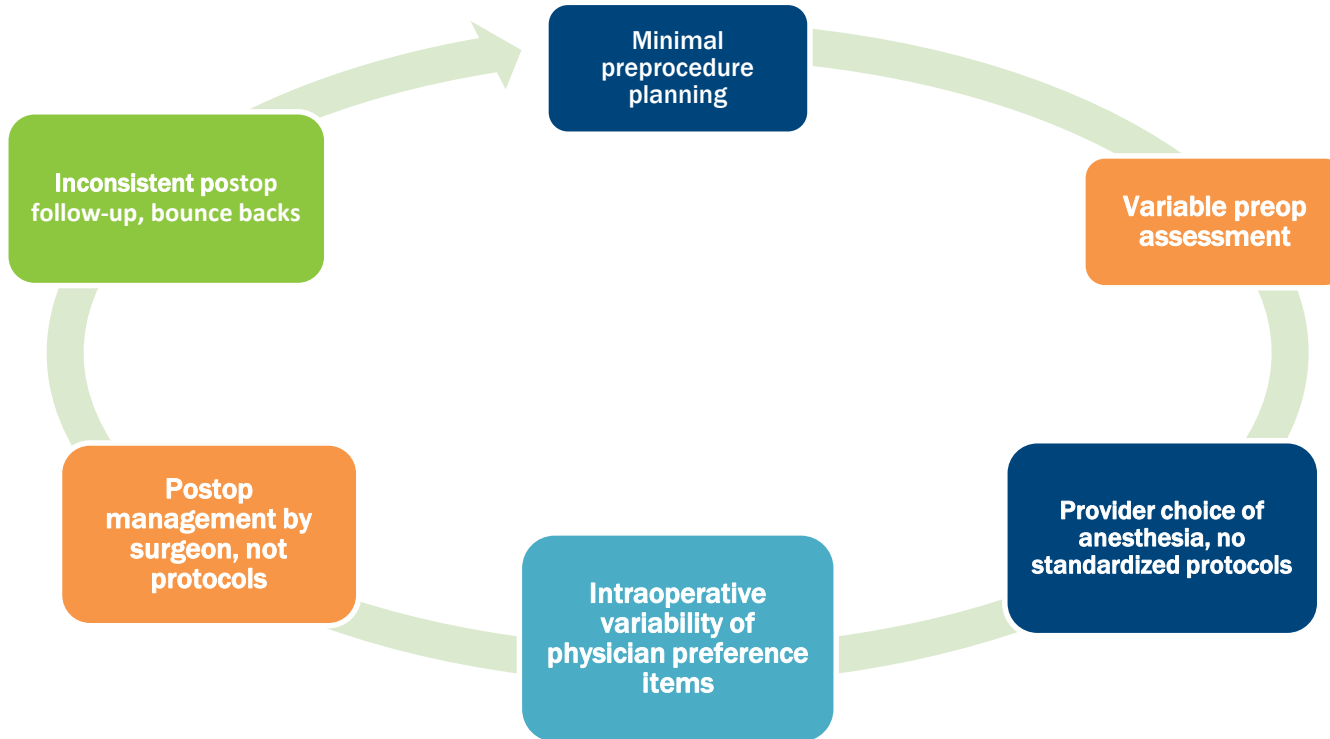 Minimal
preprocedure
planning
Variable preop
assessment
Provider choice of
anesthesia, no
standardized protocols
Intraoperative
variability of
physician preference
items
Postop
management by
surgeon, not
protocols
Inconsistent postop
follow-up, bounce backs